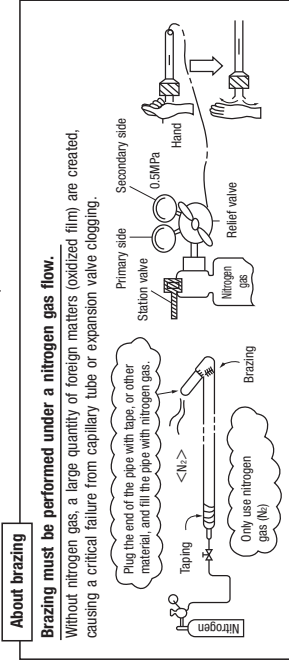 About brazing
Brazing must be performed under a nitrogen gas flow.
Without nitrogen gas, a large quantity of foreign matters (oxidized film) are created,
causing a critical failure from capillary tube or expansion valve clogging.
Plug the end of the pipe with tape, or other
material, and fill the pipe with nitrogen gas.
<N2>
Taping
Nitrogen
Only use nitrogen
gas (N2)
Brazing
Primary side
Secondary side
Station valve
0.5MPa
Hand
Relief valve
Nitrogen
gas